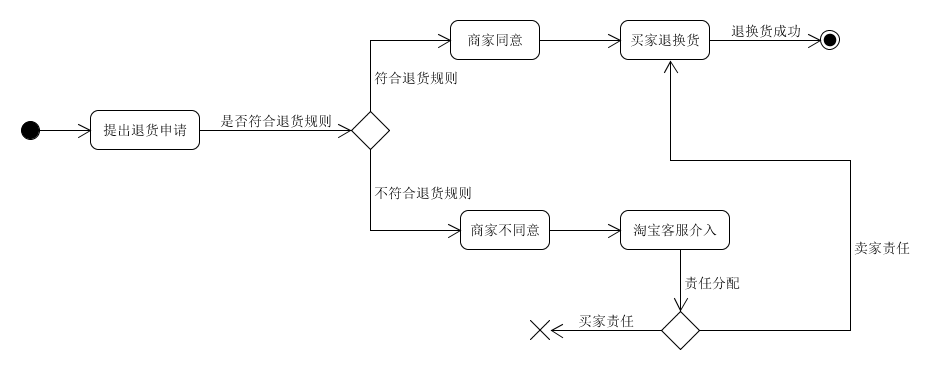 商家同意
买家退换货
退换货成功
符合退货规则
提出退货申请
是否符合退货规则
不符合退货规则
商家不同意
淘宝客服介入
卖家责任
责任分配
买家责任